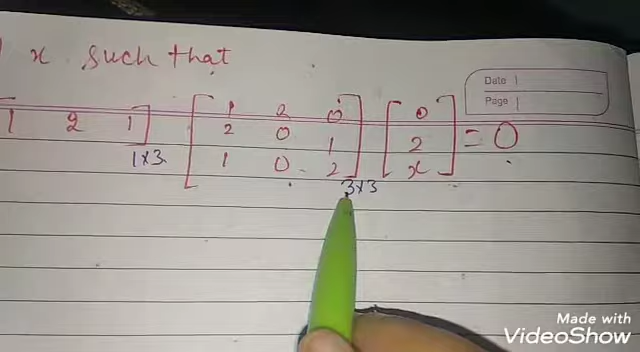 x such that
Date
Page
1 2 0 0
1 2 1 2 0 1 2 = 0
1×3 1 0 2 x
3×3
Made with
VideoShow